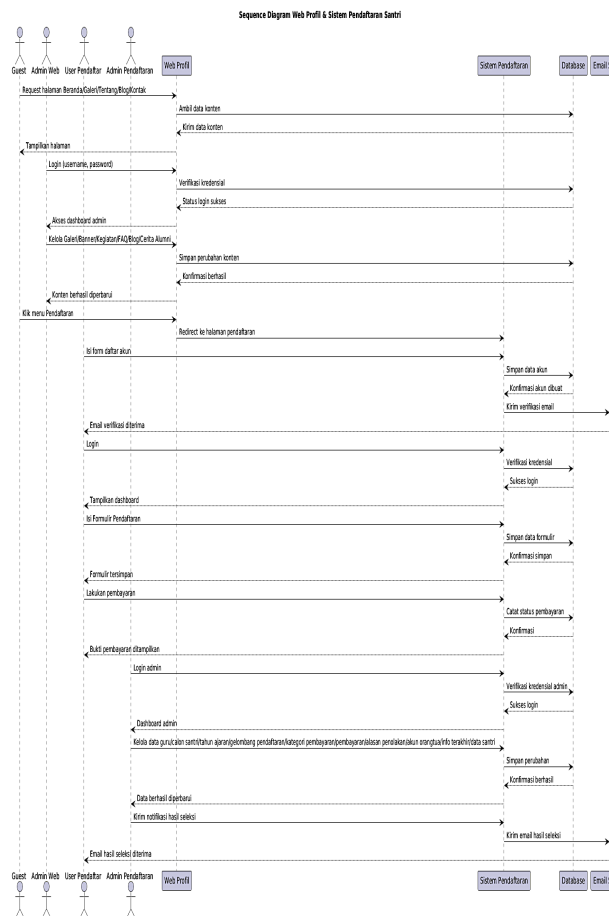 Sequence Diagram Web Profil & Sistem Pendaftaran Santri
Guest Admin Web User Pendaftar Admin Pendaftaran Web Profil Sistem Pendaftaran Database Email
Request halaman Beranda/Galeri/Tentang/Blog/Kontak
Ambil data konten
Kirim data konten
Tampilkan halaman
Login (username, password)
Verifikasi kredensial
Status login sukses
Akses dashboard admin
Kelola Galeri/Banner/Kegiatan/FAQ/Blog/Cerita Alumni
Simpan perubahan konten
Konfirmasi berhasil
Konten berhasil diperbarui
Klik menu Pendaftaran
Redirect ke halaman pendaftaran
Isi form daftar akun
Simpan data akun
Konfirmasi akun dibuat
Kirim verifikasi email
Email verifikasi diterima
Login
Verifikasi kredensial
Sukses login
Tampilkan dashboard
Isi Formulir Pendaftaran
Simpan data formulir
Konfirmasi simpan
Formulir tersimpan
Lakukan pembayaran
Catat status pembayaran
Konfirmasi
Bukti pembayaran ditampilkan
Login admin
Verifikasi kredensial admin
Sukses login
Dashboard admin
Kelola data guru/calon santri/tahun ajaran/gelombang pendaftaran/kategori pembayaran/pembayaran/alasan penolakan/akun orangtua/info terakhir/data santri
Simpan perubahan
Konfirmasi berhasil
Data berhasil diperbarui
Kirim notifikasi hasil seleksi
Kirim email hasil seleksi
Email hasil seleksi diterima
Guest Admin Web User Pendaftar Admin Pendaftaran Web Profil Sistem Pendaftaran Database Email